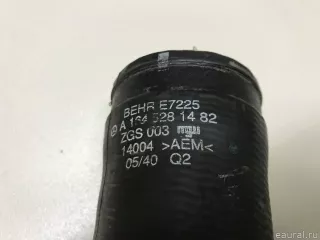 BEHR E7225
A 164 528 14 82
ZGS 003
14004 >AEM<
05/40 Q2
eaural.ru